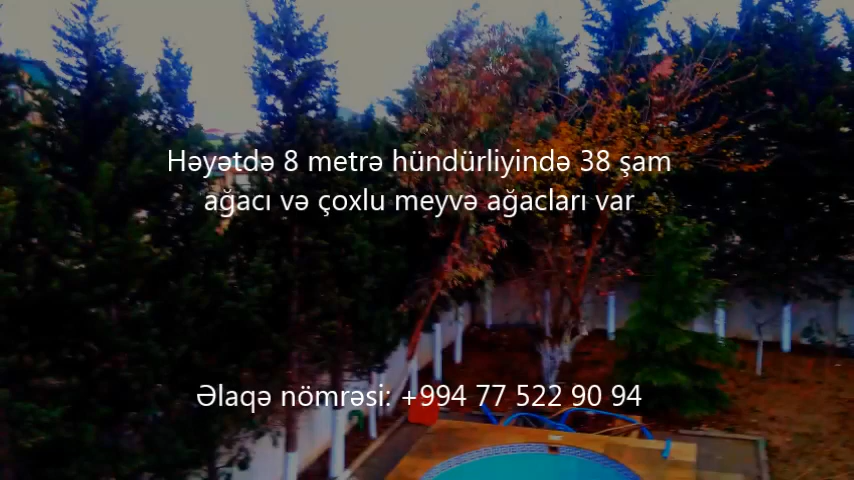 Həyətdə 8 metrə hündürliyində 38 şam
ağacı və çoxlu meyvə ağacları var
Əlaqə nömrəsi: +994 77 522 90 94